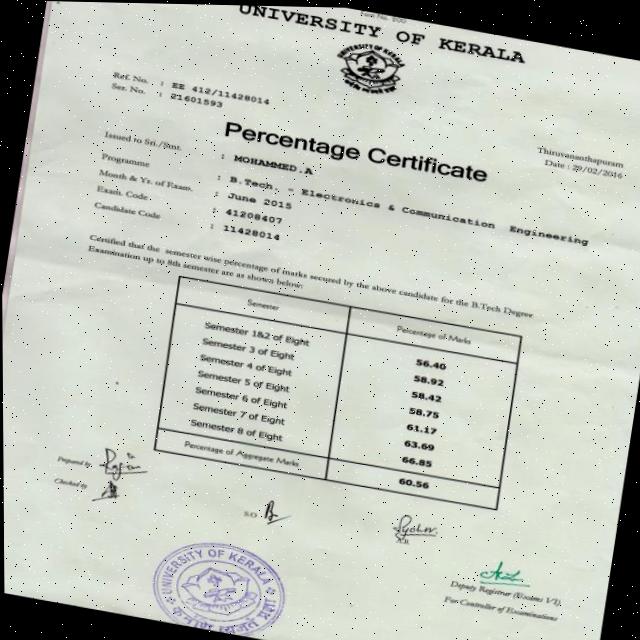 UNIVERSITY OF KERALA
UNIVERSITY OF KERALA
Ref. No. : EE 412/11428014
Ser. No. : 21601593
Percentage Certificate
Thiruvananthapuram
Date : 29/02/2016
Issued to Sri./Smt. : MOHAMMED.A
Programme : B.Tech. - Electronics & Communication Engineering
Month & Yr. of Exam. : June 2015
Exam. Code : 41208407
Candidate Code : 11428014
Certified that the semester wise percentage of marks secured by the above candidate for the B.Tech Degree
Examination up to 8th semester are as shown below:
Semester Percentage of Marks
Semester 1&2 of Eight 56.40
Semester 3 of Eight 58.92
Semester 4 of Eight 58.42
Semester 5 of Eight 58.75
Semester 6 of Eight 61.17
Semester 7 of Eight 63.69
Semester 8 of Eight 66.85
Percentage of Aggregate Marks 60.56
Prepared by
Checked by
S.O
A.R
Deputy Registrar (Exams VI),
For Controller of Examinations
UNIVERSITY OF KERALA